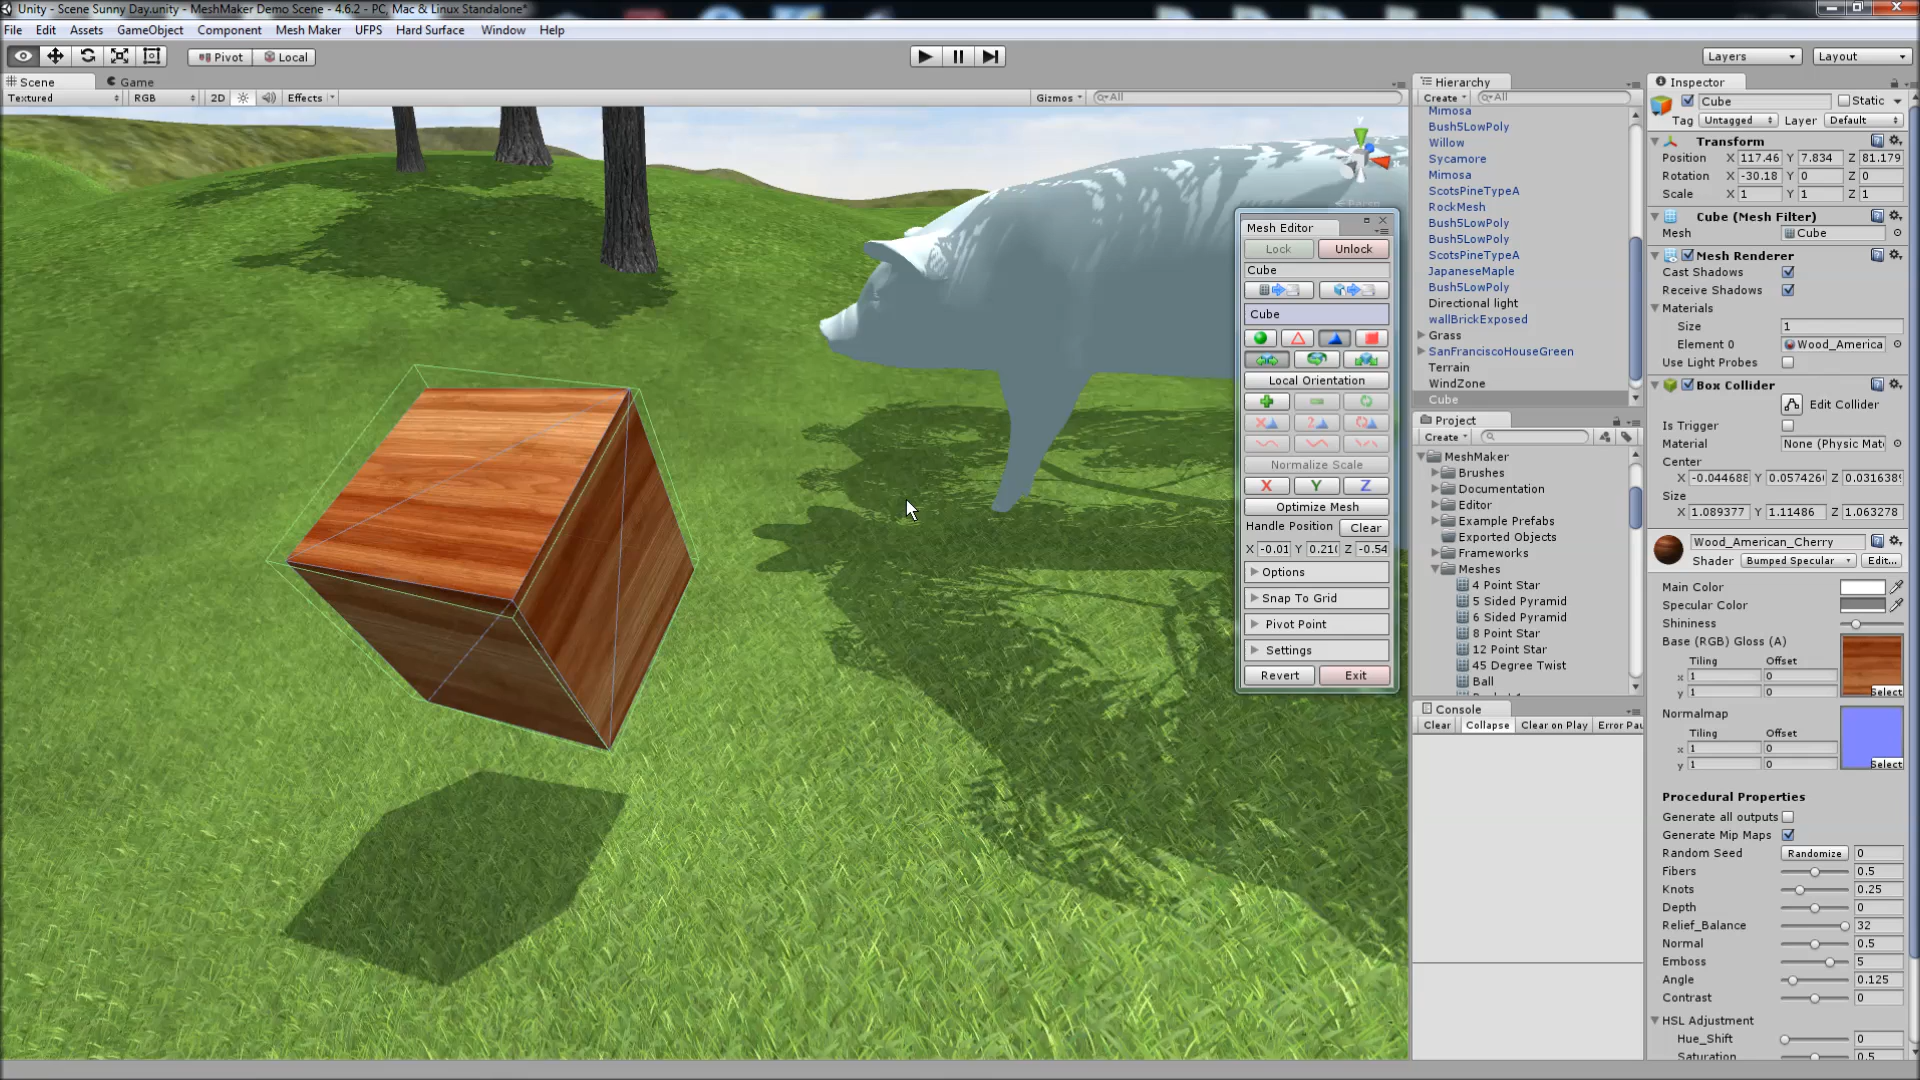 Unity - Scene Sunny Day.unity - MeshMaker Demo Scene - 4.6.2 - PC, Mac & Linux Standalone*
File Edit Assets GameObject Component Mesh Maker UFPS Hard Surface Window Help
Pivot Local Layers Layout
Scene Game
Textured RGB 2D Effects Gizmos All
Mesh Editor
Lock Unlock
Cube
Cube
Local Orientation
Normalize Scale
X Y Z
Optimize Mesh
Handle Position Clear
X -0.01 Y 0.21 Z -0.54
Options
Snap To Grid
Pivot Point
Settings
Revert Exit
Hierarchy
Create All
Mimosa
Bush5LowPoly
Willow
Sycamore
Mimosa
ScotsPineTypeA
RockMesh
Bush5LowPoly
Bush5LowPoly
ScotsPineTypeA
JapaneseMaple
Bush5LowPoly
Directional light
wallBrickExposed
Grass
SanFranciscoHouseGreen
Terrain
WindZone
Cube
Project
Create
MeshMaker
Brushes
Documentation
Editor
Example Prefabs
Exported Objects
Frameworks
Meshes
4 Point Star
5 Sided Pyramid
6 Sided Pyramid
8 Point Star
12 Point Star
45 Degree Twist
Ball
Console
Clear Collapse Clear on Play Error Pau
Inspector
Cube Static
Tag Untagged Layer Default
Transform
Position X 117.46 Y 7.834 Z 81.179
Rotation X -30.18 Y 0 Z 0
Scale X 1 Y 1 Z 1
Cube (Mesh Filter)
Mesh Cube
Mesh Renderer
Cast Shadows
Receive Shadows
Materials
Size 1
Element 0 Wood_America
Use Light Probes
Box Collider
Edit Collider
Is Trigger
Material None (Physic Mat
Center
X -0.044688 Y 0.057426 Z 0.031638
Size
X 1.089377 Y 1.11486 Z 1.063278
Wood_American_Cherry
Shader Bumped Specular Edit...
Main Color
Specular Color
Shininess
Base (RGB) Gloss (A)
Tiling Offset
x 1 0
y 1 0 Select
Normalmap
Tiling Offset
x 1 0
y 1 0 Select
Procedural Properties
Generate all outputs
Generate Mip Maps
Random Seed Randomize 0
Fibers 0.5
Knots 0.25
Depth 0
Relief_Balance 32
Normal 0.5
Emboss 5
Angle 0.125
Contrast 0
HSL Adjustment
Hue_Shift 0
Saturation 0.5